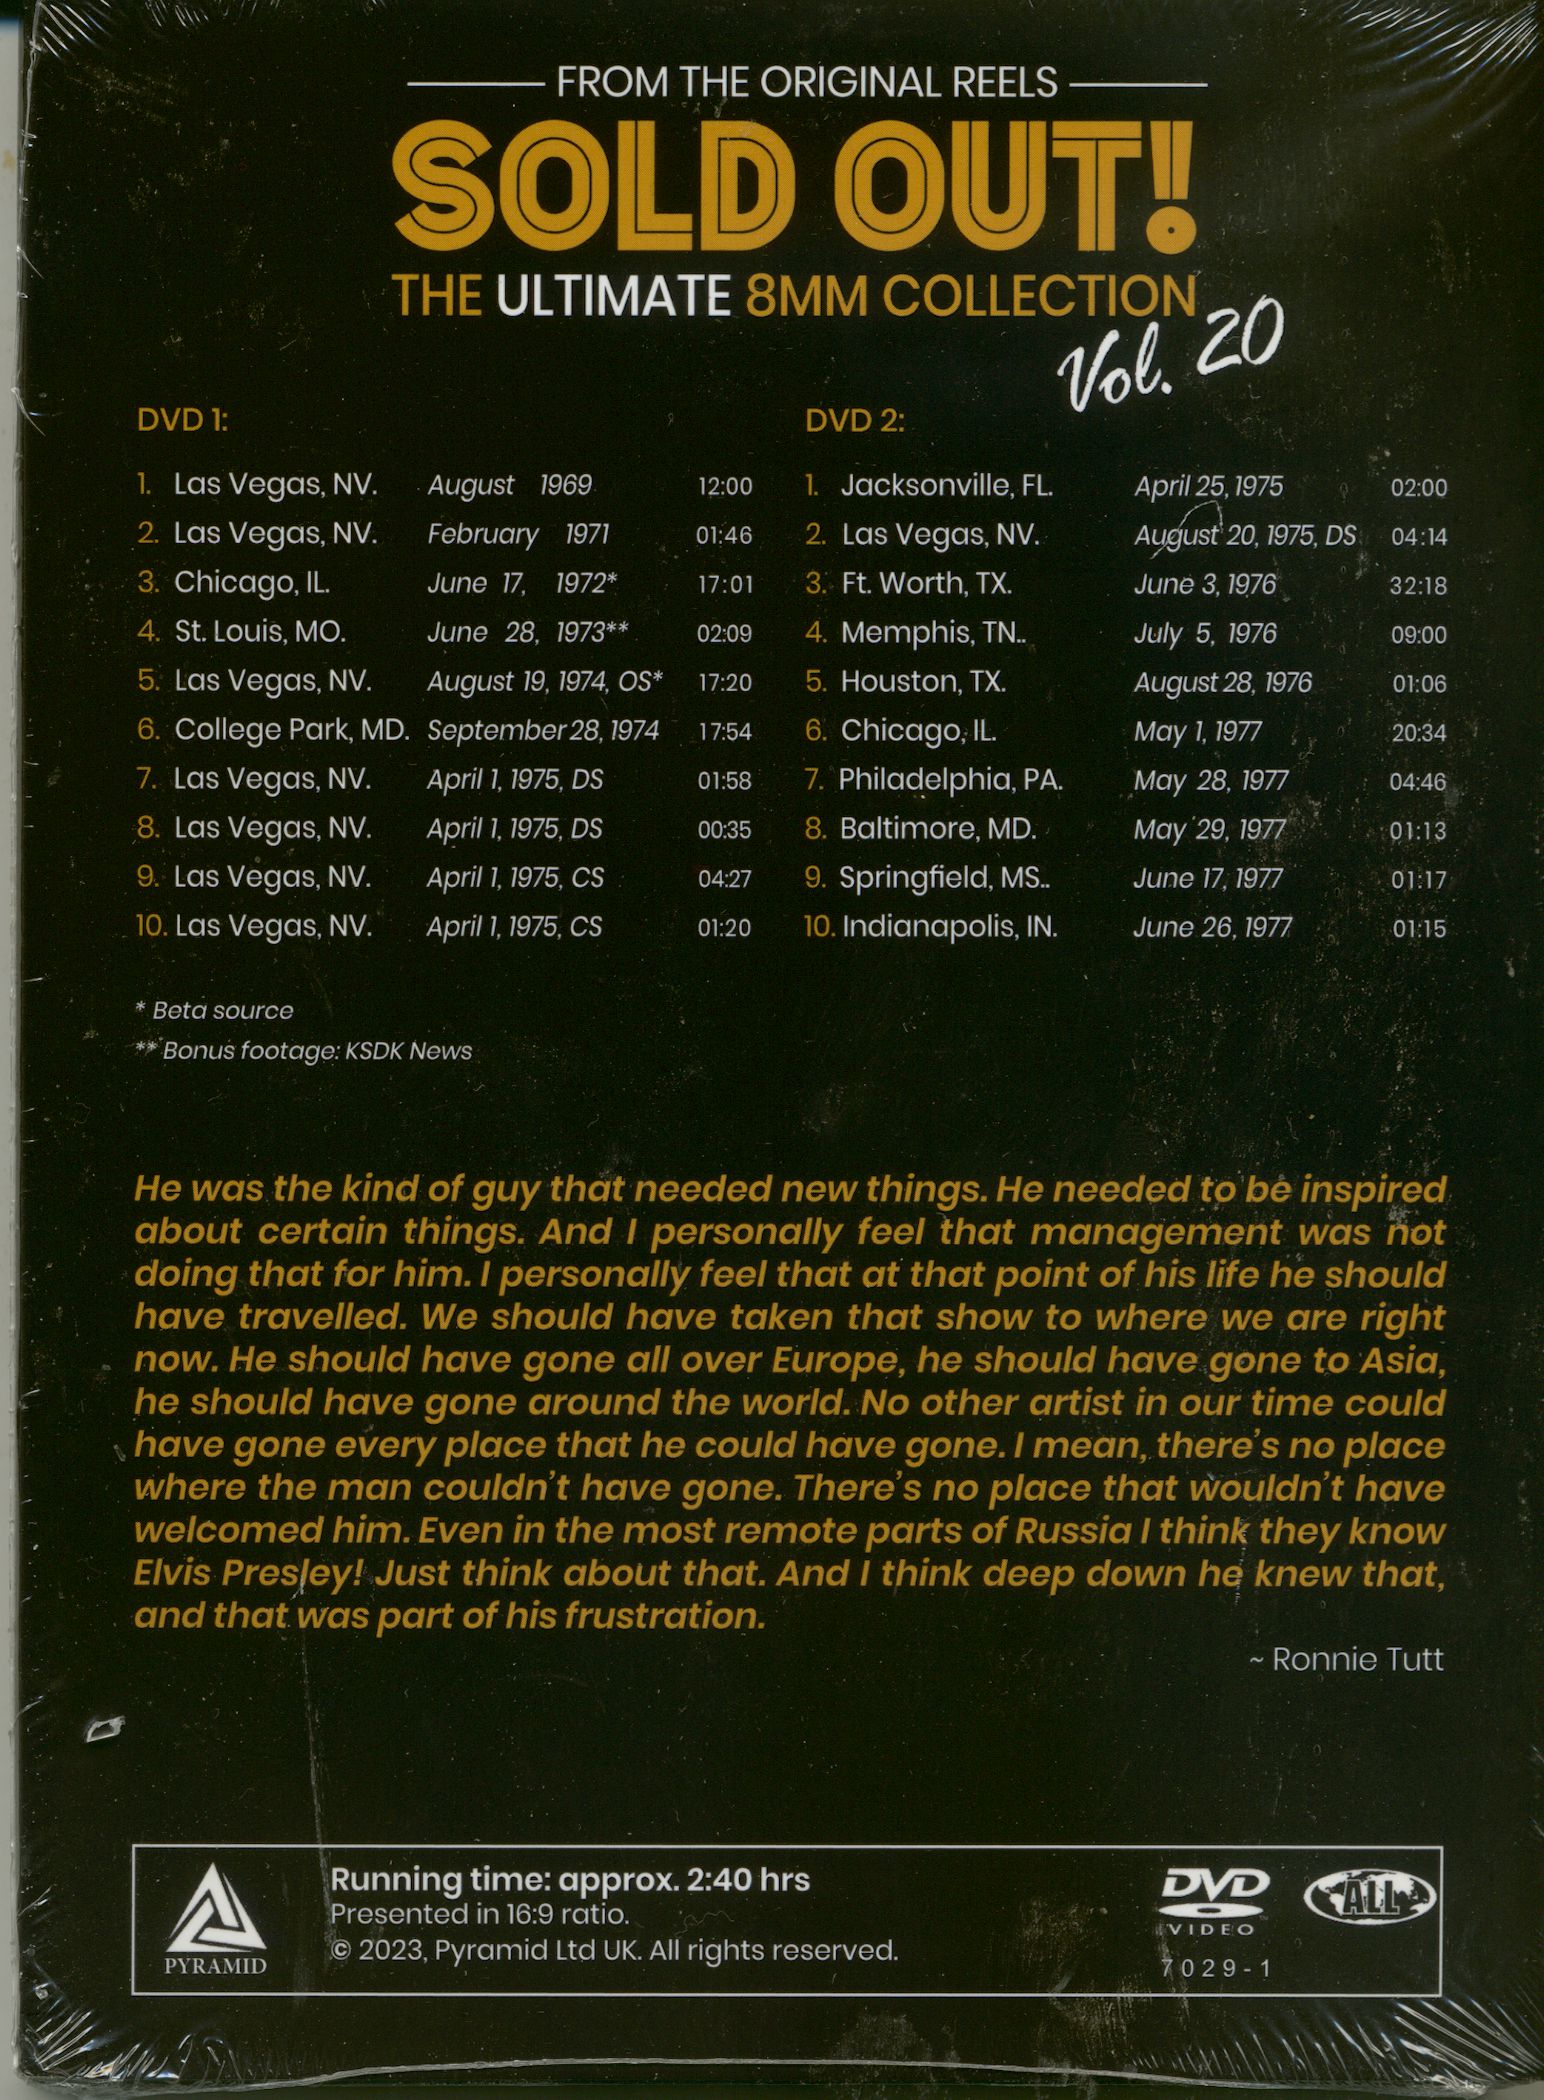 FROM THE ORIGINAL REELS
SOLD OUT!
THE ULTIMATE 8MM COLLECTION
Vol. 20
DVD 1:
1. Las Vegas, NV. August 1969 12:00
2. Las Vegas, NV. February 1971 01:46
3. Chicago, IL. June 17, 1972* 17:01
4. St. Louis, MO. June 28, 1973** 02:09
5. Las Vegas, NV. August 19, 1974, OS* 17:20
6. College Park, MD. September 28, 1974 17:54
7. Las Vegas, NV. April 1, 1975, DS 01:58
8. Las Vegas, NV. April 1, 1975, DS 00:35
9. Las Vegas, NV. April 1, 1975, CS 04:27
10. Las Vegas, NV. April 1, 1975, CS 01:20
DVD 2:
1. Jacksonville, FL. April 25, 1975 02:00
2. Las Vegas, NV. August 20, 1975, DS 04:14
3. Ft. Worth, TX. June 3, 1976 32:18
4. Memphis, TN.. July 5, 1976 09:00
5. Houston, TX. August 28, 1976 01:06
6. Chicago, IL. May 1, 1977 20:34
7. Philadelphia, PA. May 28, 1977 04:46
8. Baltimore, MD. May 29, 1977 01:13
9. Springfield, MS.. June 17, 1977 01:17
10. Indianapolis, IN. June 26, 1977 01:15
* Beta source
** Bonus footage: KSDK News
He was the kind of guy that needed new things. He needed to be inspired
about certain things. And I personally feel that management was not
doing that for him. I personally feel that at that point of his life he should
have travelled. We should have taken that show to where we are right
now. He should have gone all over Europe, he should have gone to Asia,
he should have gone around the world. No other artist in our time could
have gone every place that he could have gone. I mean, there's no place
where the man couldn't have gone. There's no place that wouldn't have
welcomed him. Even in the most remote parts of Russia I think they know
Elvis Presley! Just think about that. And I think deep down he knew that,
and that was part of his frustration.
~ Ronnie Tutt
PYRAMID
Running time: approx. 2:40 hrs
Presented in 16:9 ratio.
© 2023, Pyramid Ltd UK. All rights reserved.
DVD
VIDEO
7029-1
ALL